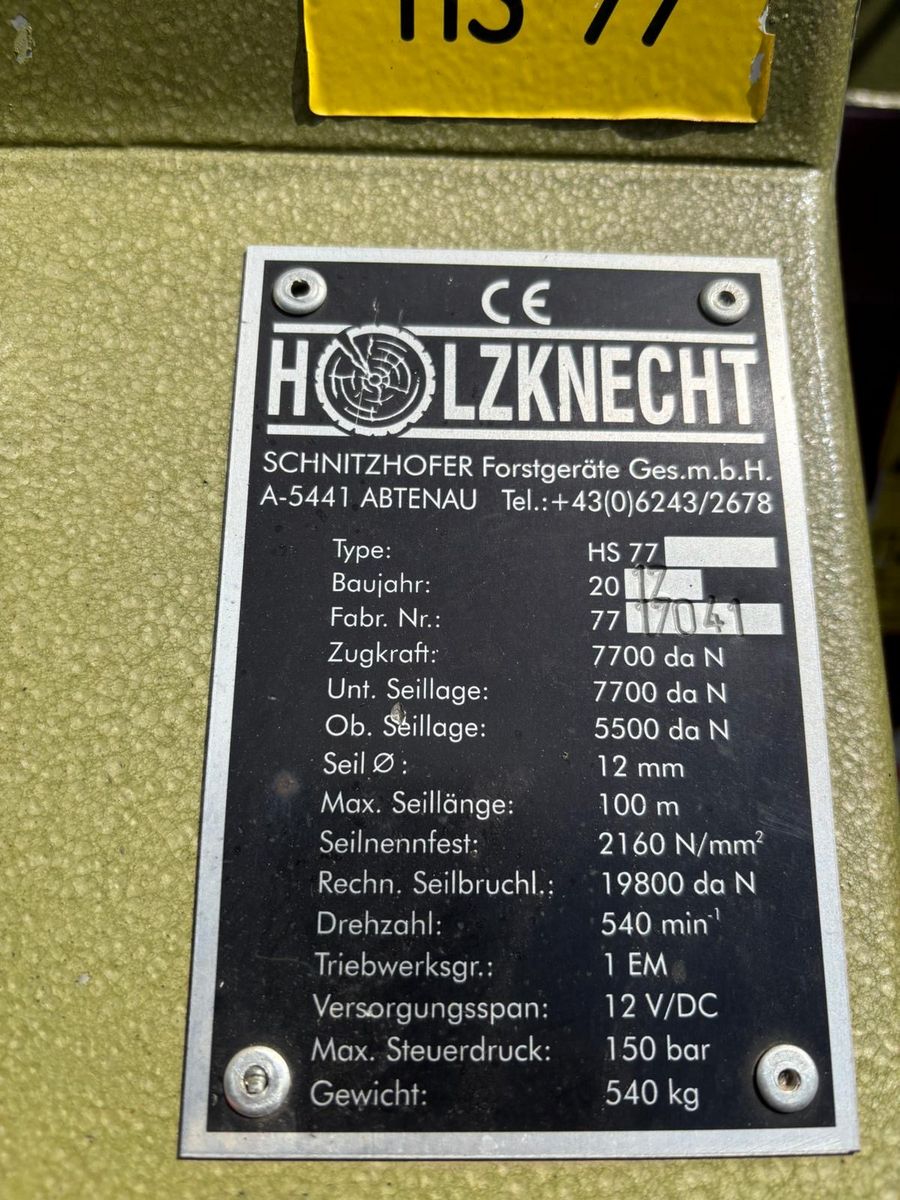 HS 77
CE
HOLZKNECHT
SCHNITZHOFER Forstgeräte Ges.m.b.H.
A-5441 ABTENAU Tel.:+43(0)6243/2678
Type: HS 77
Baujahr: 2017
Fabr. Nr.: 77 17041
Zugkraft: 7700 da N
Unt. Seillage: 7700 da N
Ob. Seillage: 5500 da N
Seil Ø : 12 mm
Max. Seillänge: 100 m
Seilnennfest: 2160 N/mm²
Rechn. Seilbruchl.: 19800 da N
Drehzahl: 540 min⁻¹
Triebwerksgr.: 1 EM
Versorgungsspan: 12 V/DC
Max. Steuerdruck: 150 bar
Gewicht: 540 kg